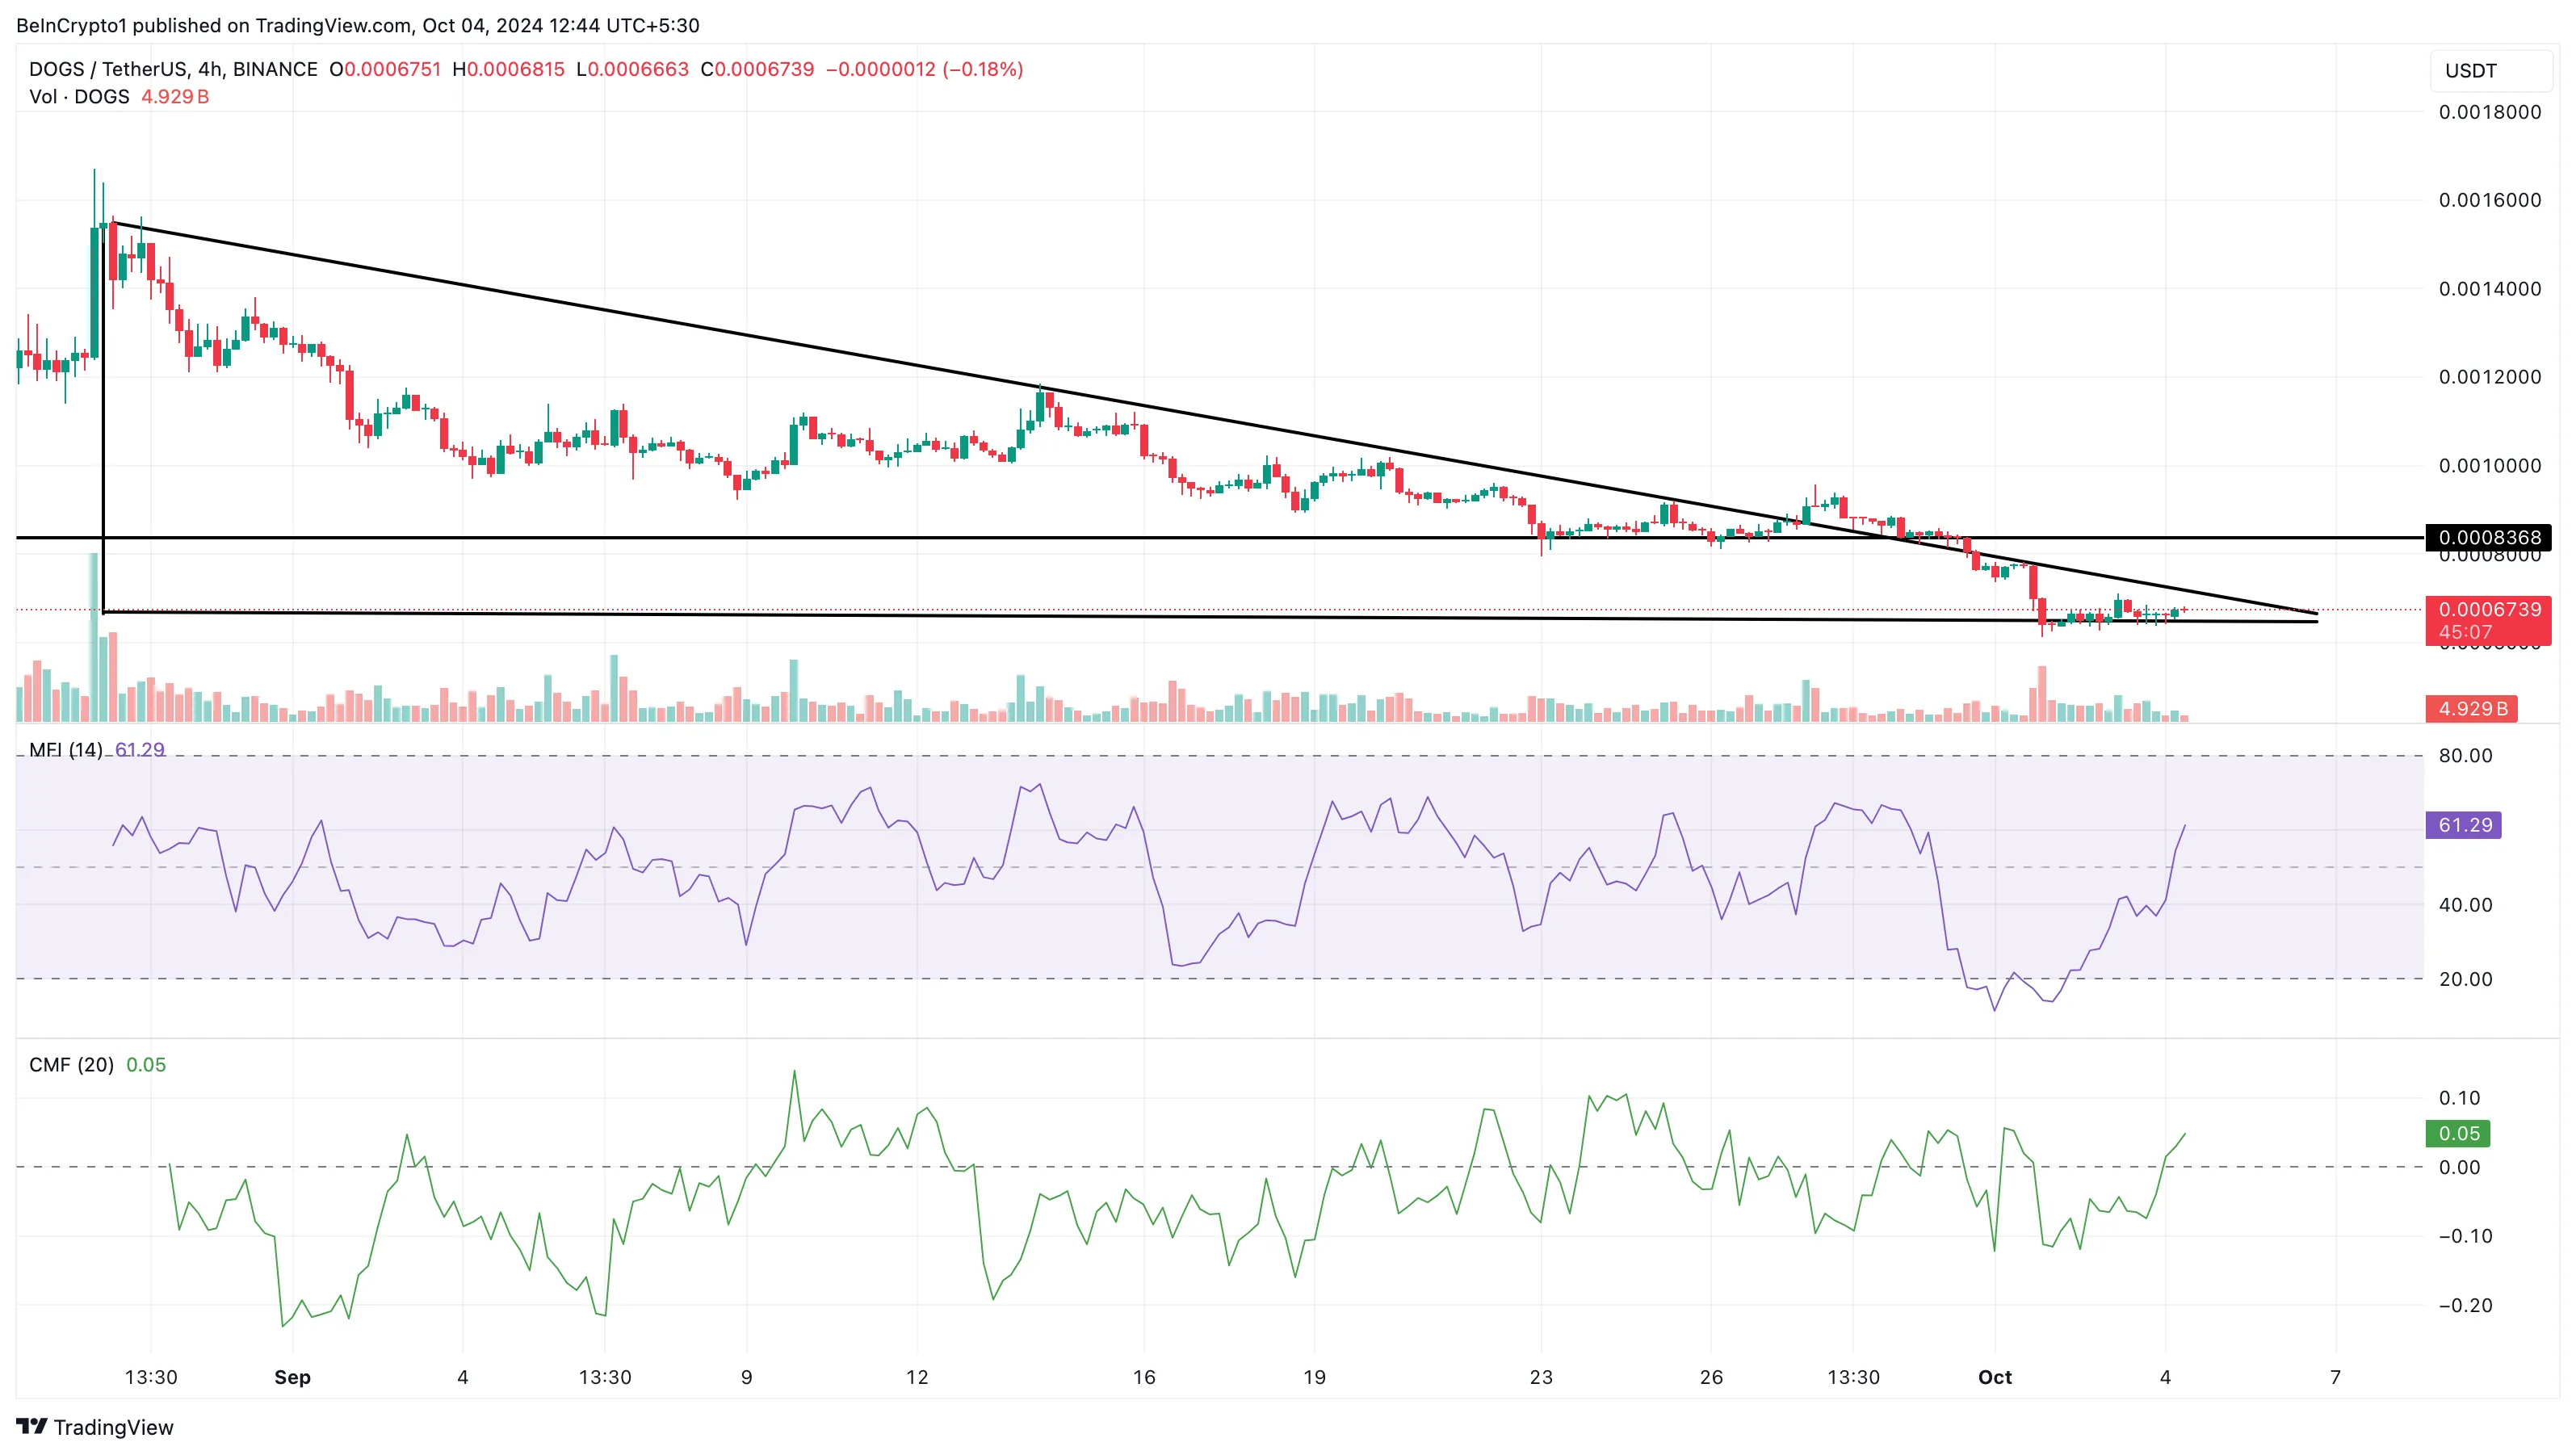 BeInCrypto1 published on TradingView.com, Oct 04, 2024 12:44 UTC+5:30
DOGS / TetherUS, 4h, BINANCE O0.0006751 H0.0006815 L0.0006663 C0.0006739 −0.0000012 (−0.18%)
Vol · DOGS 4.929 B
USDT
0.0018000
0.0016000
0.0014000
0.0012000
0.0010000
0.0008368
0.0008000
0.0006739
45:07
4.929 B
MFI (14) 61.29
80.00
61.29
40.00
20.00
CMF (20) 0.05
0.10
0.05
0.00
−0.10
−0.20
13:30 Sep 4 13:30 9 12 16 19 23 26 13:30 Oct 4 7
TradingView